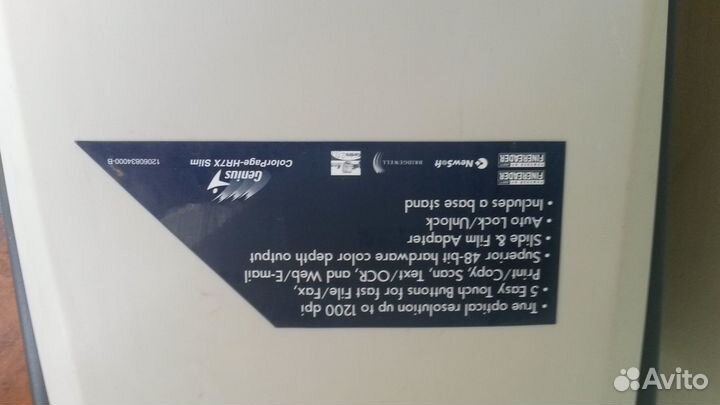 • True optical resolution up to 1200 dpi
• 5 Easy Touch Buttons for fast File/Fax,
Print/Copy, Scan, Text/OCR, and Web/E-mail
• Superior 48-bit hardware color depth output
• Slide & Film Adapter
• Auto Lock/Unlock
• Includes a base stand
FINEREADER
FINEREADER
NewSoft
BRIDGEWELL
Genius
ColorPage-HR7X Slim
12060834000-B
Avito